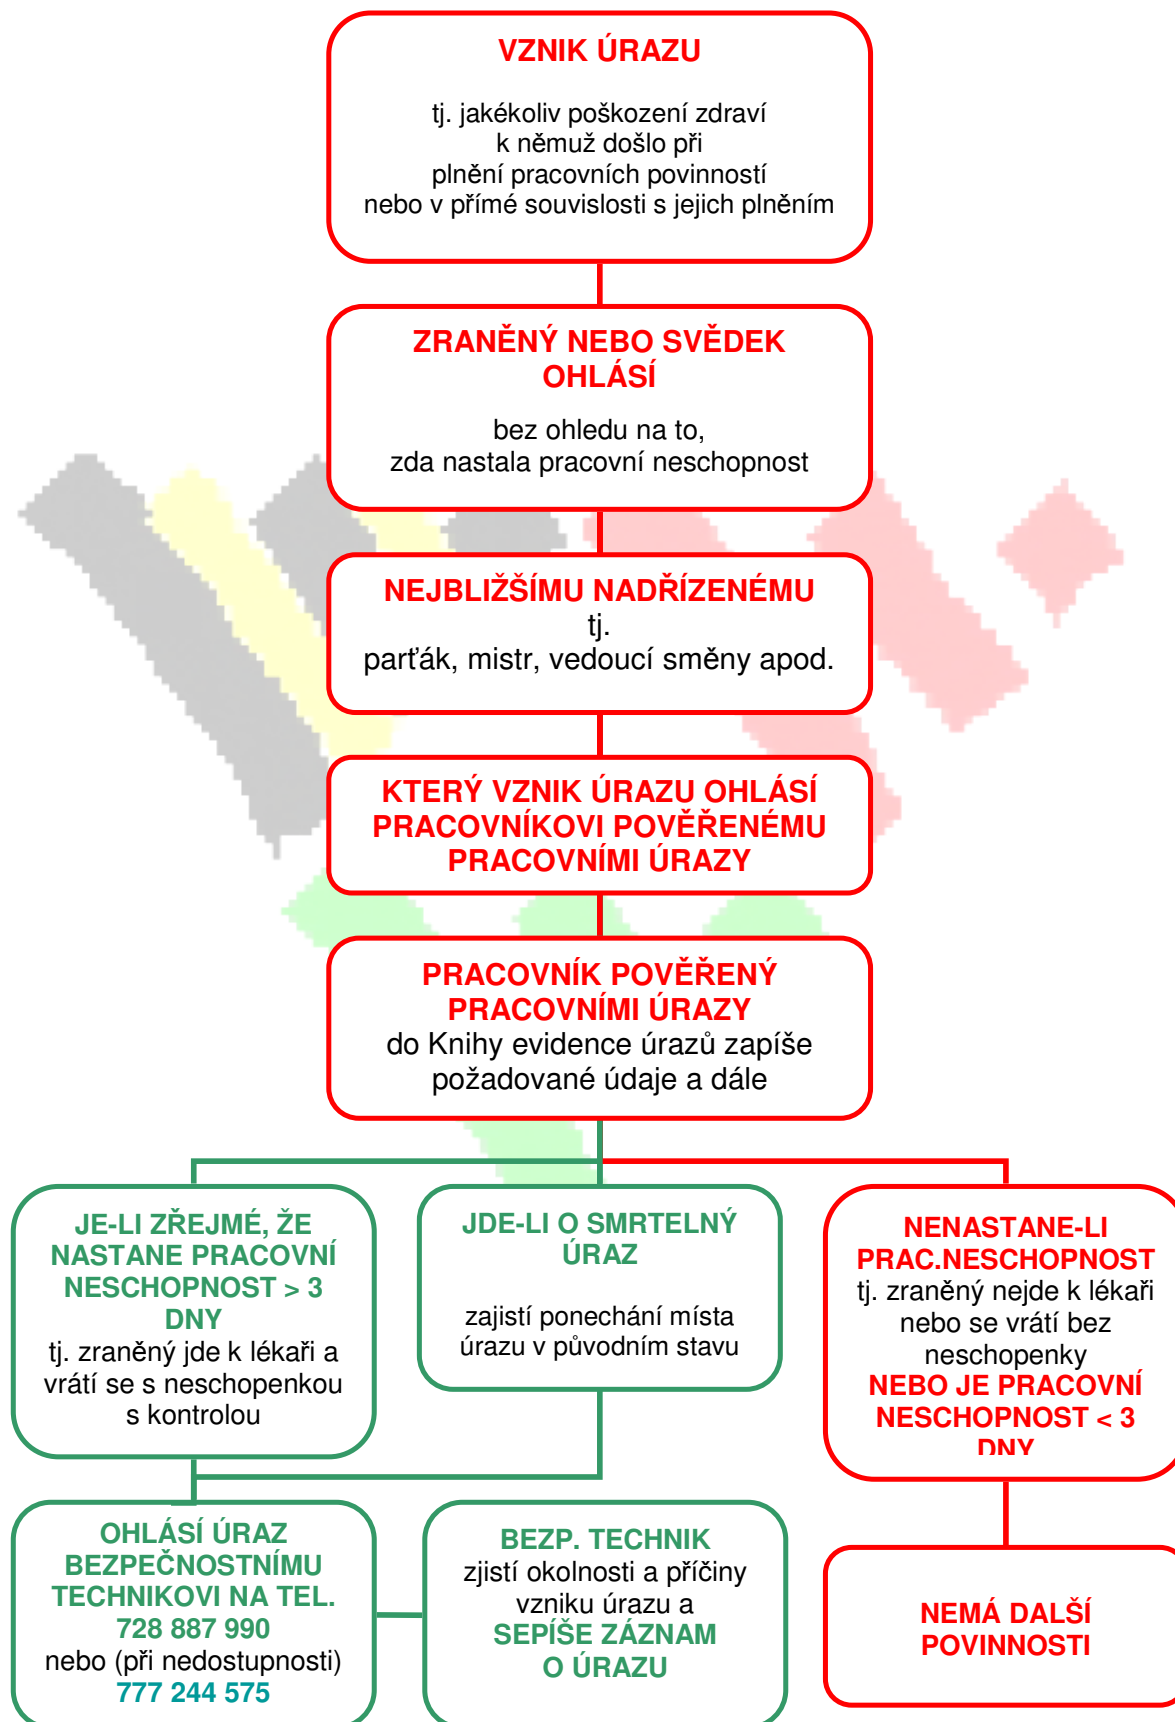 VZNIK ÚRAZU
tj. jakékoliv poškození zdraví
k němuž došlo při
plnění pracovních povinností
nebo v přímé souvislosti s jejich plněním
ZRANĚNÝ NEBO SVĚDEK
OHLÁSÍ
bez ohledu na to,
zda nastala pracovní neschopnost
NEJBLIŽŠÍMU NADŘÍZENÉMU
tj.
parťák, mistr, vedoucí směny apod.
KTERÝ VZNIK ÚRAZU OHLÁSÍ
PRACOVNÍKOVI POVĚŘENÉMU
PRACOVNÍMI ÚRAZY
PRACOVNÍK POVĚŘENÝ
PRACOVNÍMI ÚRAZY
do Knihy evidence úrazů zapíše
požadované údaje a dále
JE-LI ZŘEJMÉ, ŽE
NASTANE PRACOVNÍ
NESCHOPNOST > 3
DNY
tj. zraněný jde k lékaři a
vrátí se s neschopenkou
s kontrolou
JDE-LI O SMRTELNÝ
ÚRAZ
zajistí ponechání místa
úrazu v původním stavu
NENASTANE-LI
PRAC.NESCHOPNOST
tj. zraněný nejde k lékaři
nebo se vrátí bez
neschopenky
NEBO JE PRACOVNÍ
NESCHOPNOST < 3
DNY
OHLÁSÍ ÚRAZ
BEZPEČNOSTNÍMU
TECHNIKOVI NA TEL.
728 887 990
nebo (při nedostupnosti)
777 244 575
BEZP. TECHNIK
zjistí okolnosti a příčiny
vzniku úrazu a
SEPÍŠE ZÁZNAM
O ÚRAZU
NEMÁ DALŠÍ
POVINNOSTI